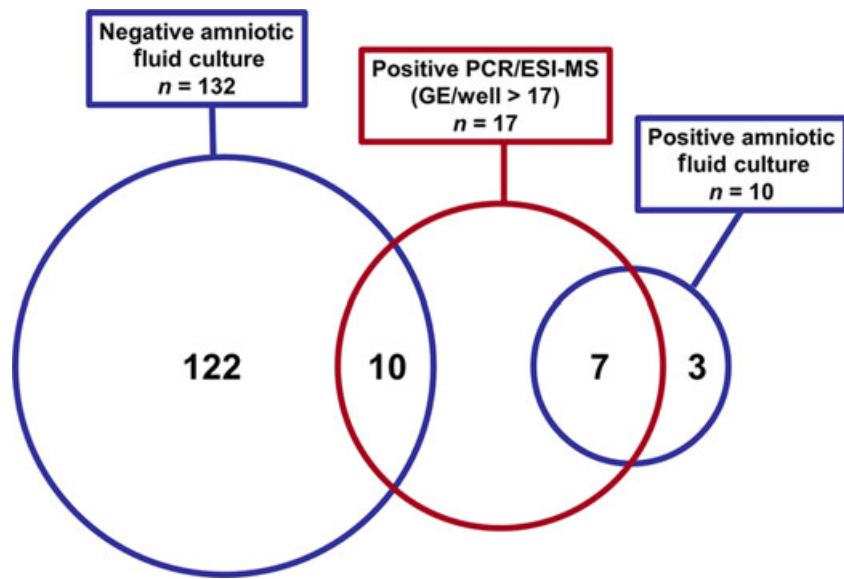 Negative amniotic
fluid culture
n = 132
Positive PCR/ESI-MS
(GE/well > 17)
n = 17
Positive amniotic
fluid culture
n = 10
122
10
7
3